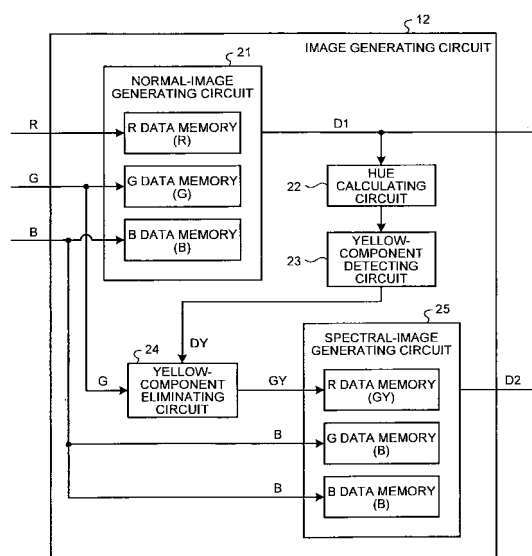 12
IMAGE GENERATING CIRCUIT
21
NORMAL-IMAGE
GENERATING CIRCUIT
R
R DATA MEMORY
(R)
D1
G
G DATA MEMORY
(G)
22
HUE
CALCULATING
CIRCUIT
B
B DATA MEMORY
(B)
23
YELLOW-
COMPONENT
DETECTING
CIRCUIT
25
SPECTRAL-IMAGE
GENERATING CIRCUIT
24
DY
G
YELLOW-
COMPONENT
ELIMINATING
CIRCUIT
GY
R DATA MEMORY
(GY)
D2
B
G DATA MEMORY
(B)
B
B DATA MEMORY
(B)